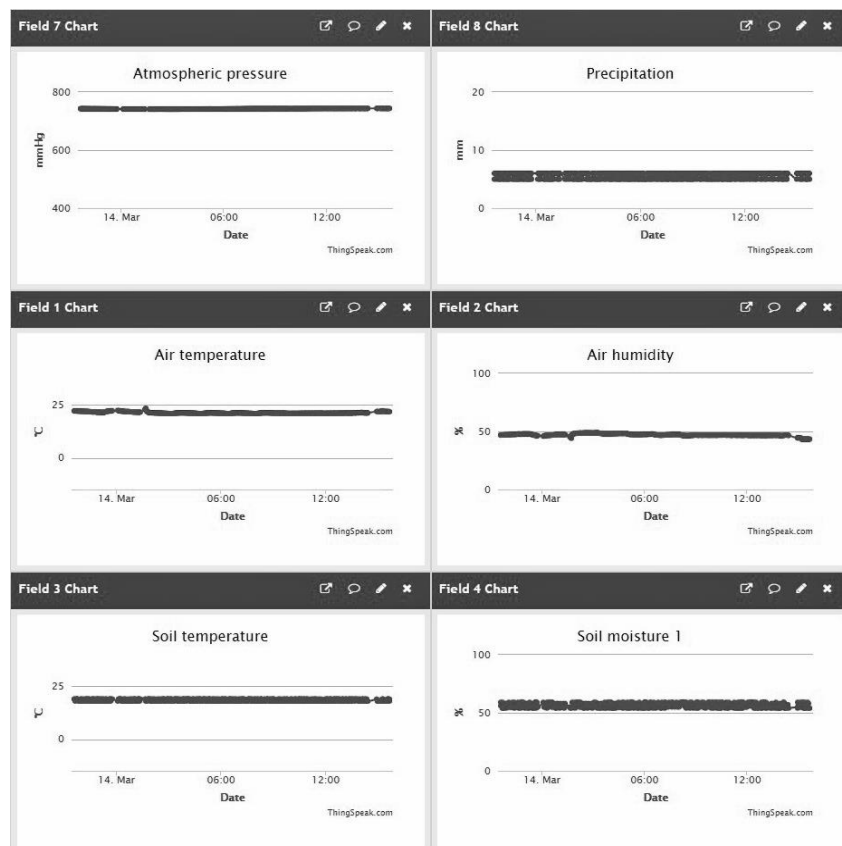 Field 7 Chart
Atmospheric pressure
800
600
400
mmHg
14. Mar
06:00
12:00
Date
ThingSpeak.com
Field 8 Chart
Precipitation
20
10
0
mm
14. Mar
06:00
12:00
Date
ThingSpeak.com
Field 1 Chart
Air temperature
25
0
°C
14. Mar
06:00
12:00
Date
ThingSpeak.com
Field 2 Chart
Air humidity
100
50
0
%
14. Mar
06:00
12:00
Date
ThingSpeak.com
Field 3 Chart
Soil temperature
25
0
°C
14. Mar
06:00
12:00
Date
ThingSpeak.com
Field 4 Chart
Soil moisture 1
100
50
0
%
14. Mar
06:00
12:00
Date
ThingSpeak.com